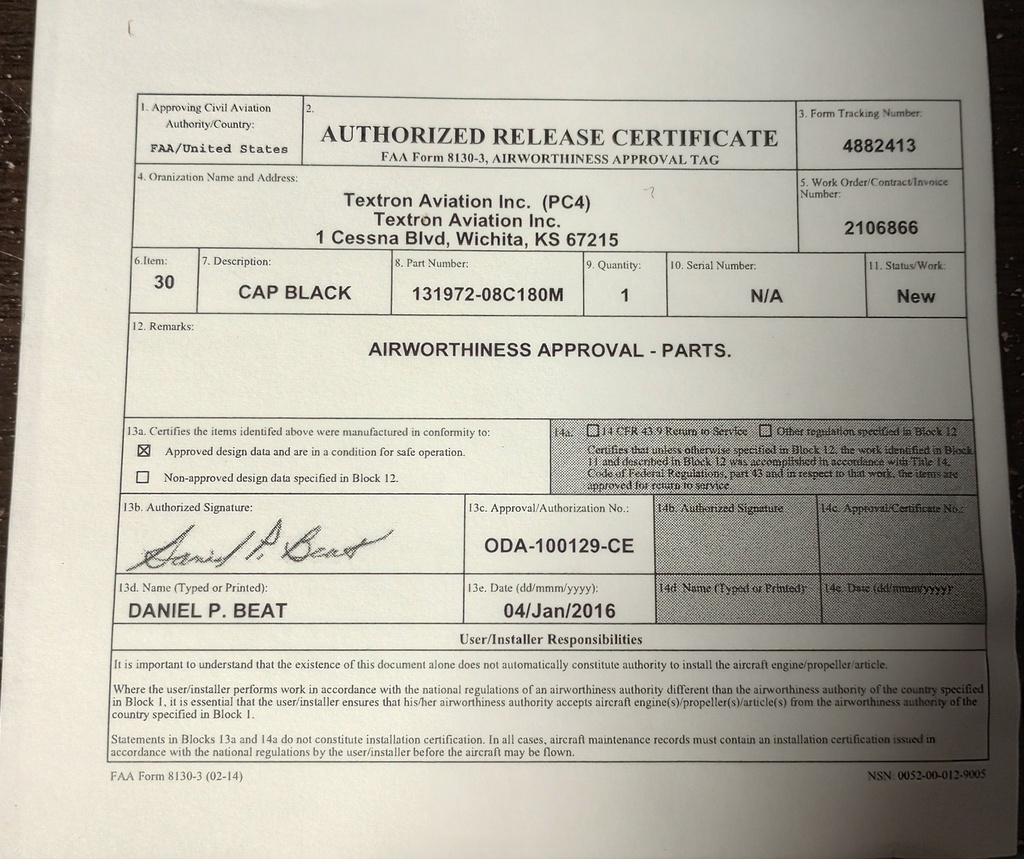 1. Approving Civil Aviation
Authority/Country:
FAA/United States
2.
AUTHORIZED RELEASE CERTIFICATE
FAA Form 8130-3, AIRWORTHINESS APPROVAL TAG
3. Form Tracking Number:
4882413
4. Oranization Name and Address:
Textron Aviation Inc. (PC4)
Textron Aviation Inc.
1 Cessna Blvd, Wichita, KS 67215
5. Work Order/Contract/Invoice
Number:
2106866
6.Item:
30
7. Description:
CAP BLACK
8. Part Number:
131972-08C180M
9. Quantity:
1
10. Serial Number:
N/A
11. Status/Work:
New
12. Remarks:
AIRWORTHINESS APPROVAL - PARTS.
13a. Certifies the items identifed above were manufactured in conformity to:
Approved design data and are in a condition for safe operation.
Non-approved design data specified in Block 12.
14a. 14 CFR 43.9 Return to Service Other regulation specified in Block 12
Certifies that unless otherwise specified in Block 12, the work identified in Block
11 and described in Block 12 was accomplished in accordance with Title 14,
Code of Federal Regulations, part 43 and in respect to that work, the items are
approved for return to service
13b. Authorized Signature:
Daniel P. Beat
13c. Approval/Authorization No.:
ODA-100129-CE
14b. Authorized Signature
14c. Approval/Certificate No.:
13d. Name (Typed or Printed):
DANIEL P. BEAT
13e. Date (dd/mmm/yyyy):
04/Jan/2016
14d Name (Typed or Printed)
14e. Date (dd/mmm/yyyy)
User/Installer Responsibilities
It is important to understand that the existence of this document alone does not automatically constitute authority to install the aircraft engine/propeller/article.
Where the user/installer performs work in accordance with the national regulations of an airworthiness authority different than the airworthiness authority of the country specified
in Block 1, it is essential that the user/installer ensures that his/her airworthiness authority accepts aircraft engine(s)/propeller(s)/article(s) from the airworthiness authority of the
country specified in Block 1.
Statements in Blocks 13a and 14a do not constitute installation certification. In all cases, aircraft maintenance records must contain an installation certification issued in
accordance with the national regulations by the user/installer before the aircraft may be flown.
FAA Form 8130-3 (02-14)
NSN: 0052-00-012-9005